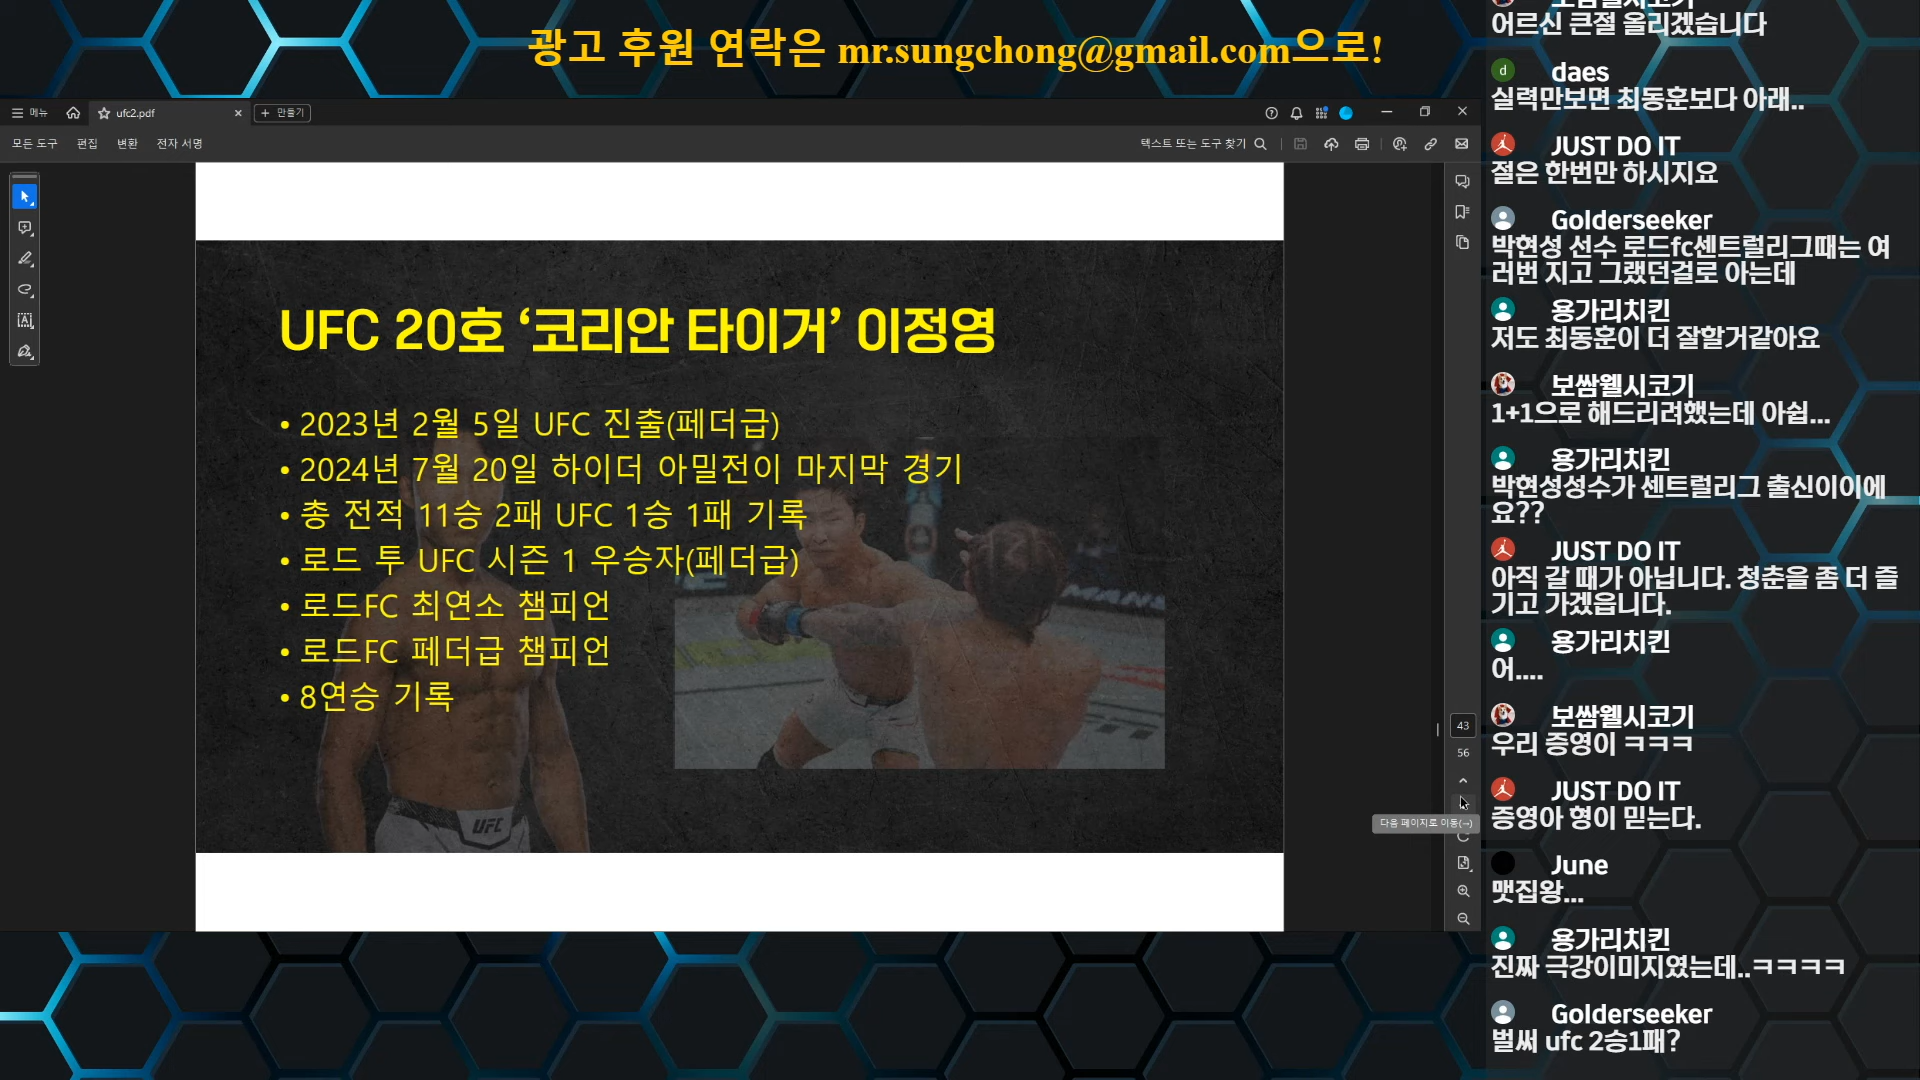 광고 후원 연락은 mr.sungchong@gmail.com으로!
메뉴
ufc2.pdf
만들기
모든 도구
편집
변환
전자 서명
텍스트 또는 도구 찾기
UFC 20호 ‘코리안 타이거’ 이정영
• 2023년 2월 5일 UFC 진출(페더급)
• 2024년 7월 20일 하이더 아밀전이 마지막 경기
• 총 전적 11승 2패 UFC 1승 1패 기록
• 로드 투 UFC 시즌 1 우승자(페더급)
• 로드FC 최연소 챔피언
• 로드FC 페더급 챔피언
• 8연승 기록
UFC
43
56
다음 페이지로 이동(→)
보쌈웰시코기
어르신 큰절 올리겠습니다
d
daes
실력만보면 최동훈보다 아래..
JUST DO IT
절은 한번만 하시지요
Golderseeker
박현성 선수 로드fc센트럴리그때는 여
러번 지고 그랬던걸로 아는데
용가리치킨
저도 최동훈이 더 잘할거같아요
보쌈웰시코기
1+1으로 해드리려했는데 아쉽...
용가리치킨
박현성성수가 센트럴리그 출신이이에
요??
JUST DO IT
아직 갈 때가 아닙니다. 청춘을 좀 더 즐
기고 가겠읍니다.
용가리치킨
어....
보쌈웰시코기
우리 증영이 ㅋㅋㅋ
JUST DO IT
증영아 형이 믿는다.
June
맷집왕...
용가리치킨
진짜 극강이미지였는데..ㅋㅋㅋㅋ
Golderseeker
벌써 ufc 2승1패?